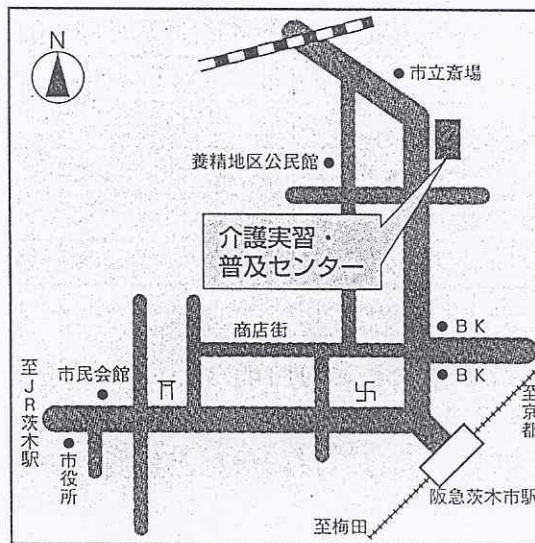 N
市立斎場
養精地区公民館
介護実習・
普及センター
商店街
BK
BK
市民会館
至JR茨木駅
市役所
至京都
阪急茨木市駅
至梅田